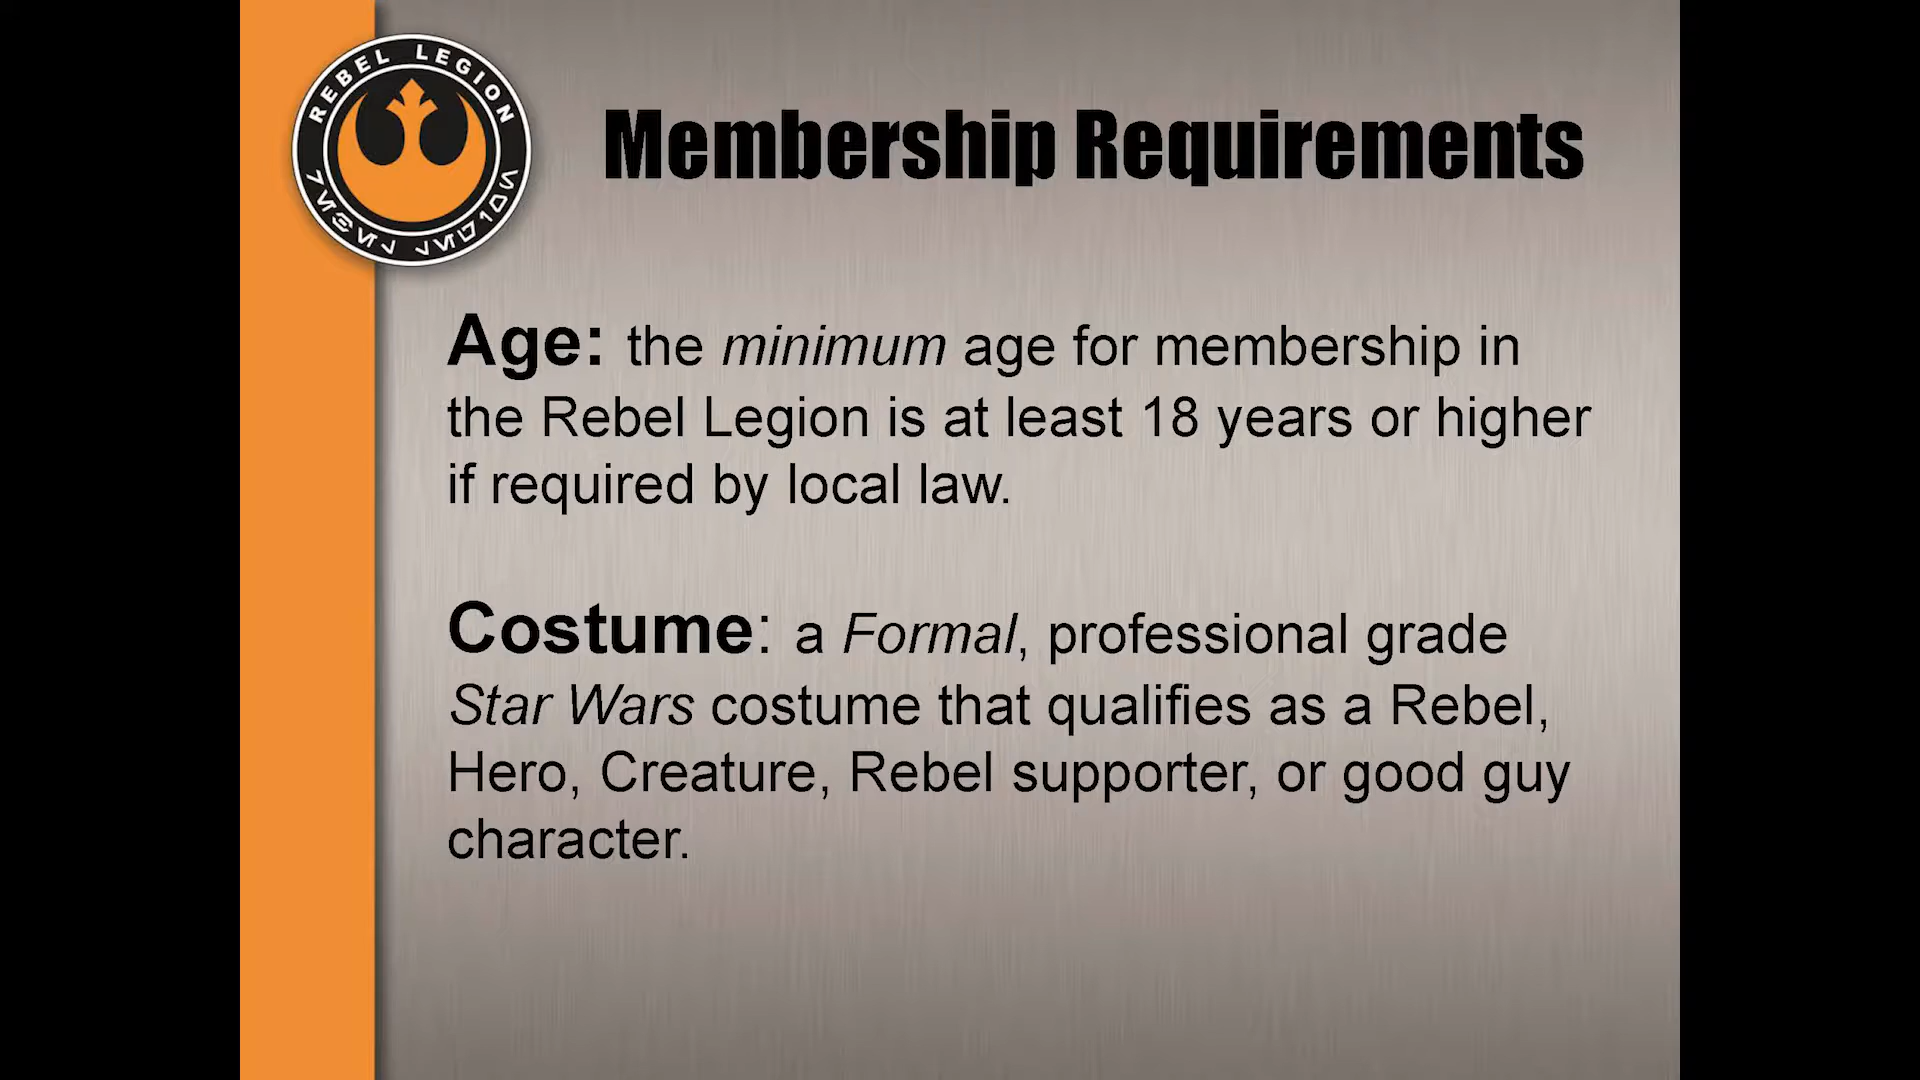 REBEL LEGION
Membership Requirements
Age: the minimum age for membership in
the Rebel Legion is at least 18 years or higher
if required by local law.
Costume: a Formal, professional grade
Star Wars costume that qualifies as a Rebel,
Hero, Creature, Rebel supporter, or good guy
character.